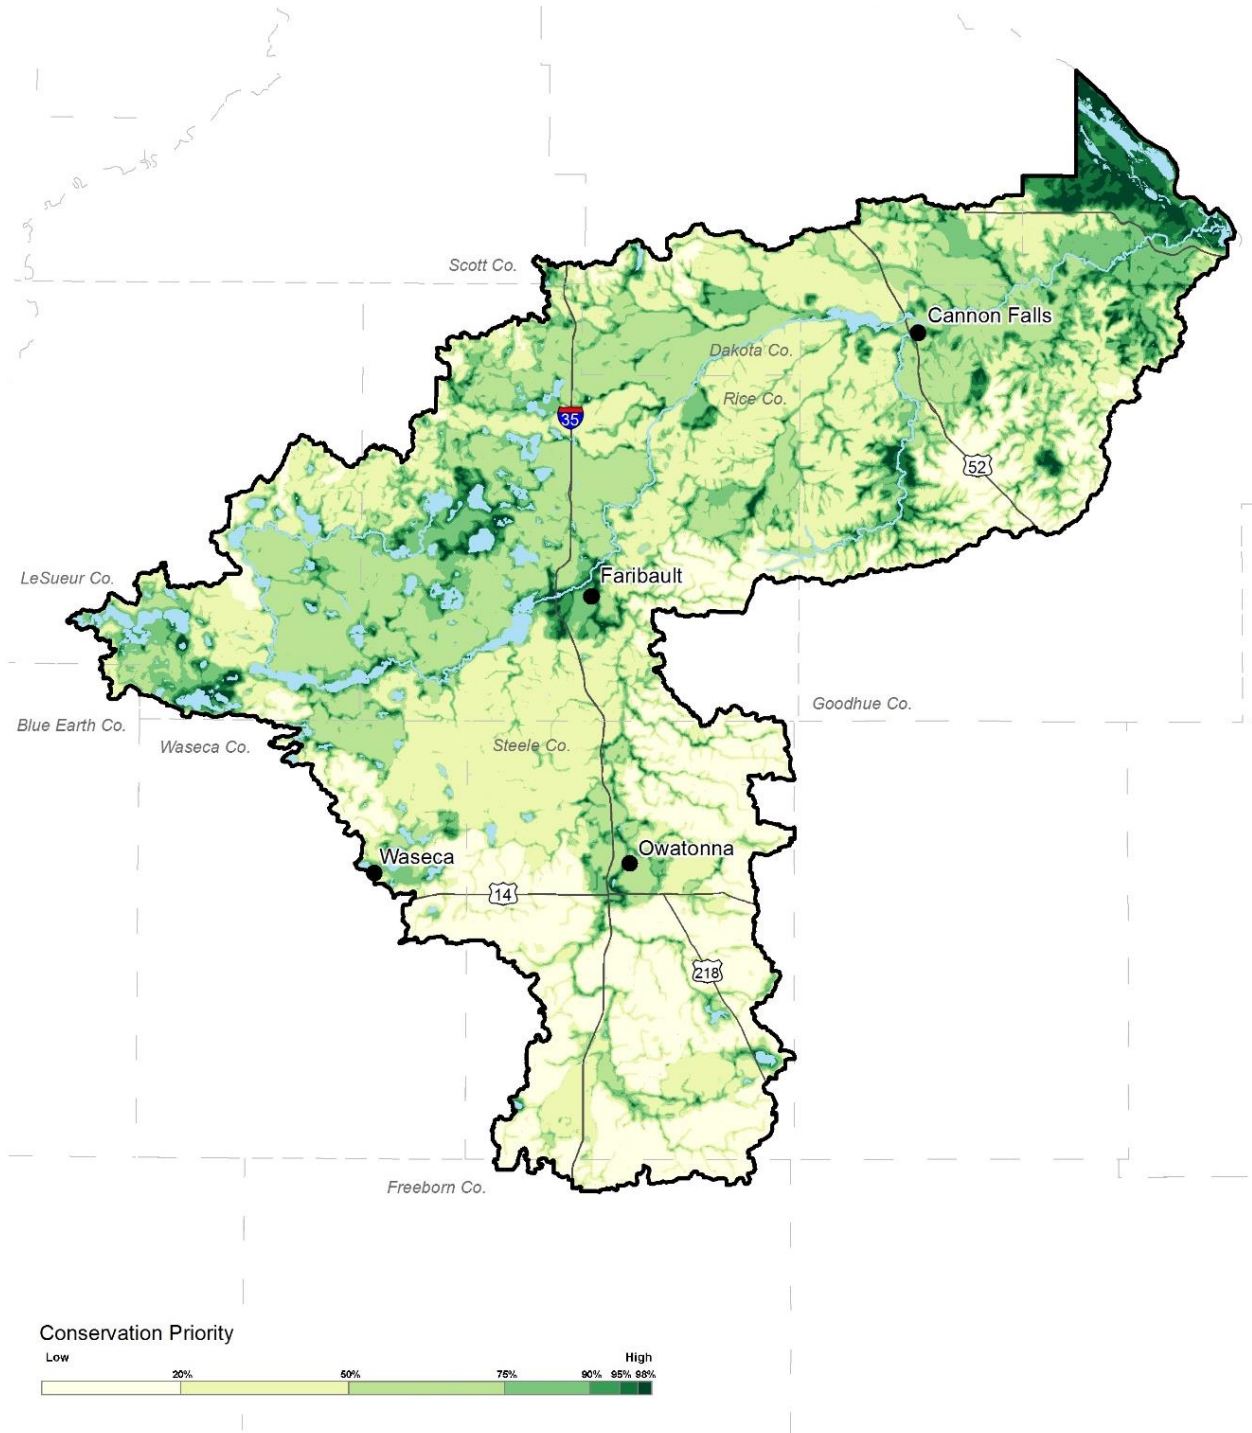 Scott Co.
Cannon Falls
Dakota Co.
Rice Co.
35
52
LeSueur Co.
Faribault
Goodhue Co.
Blue Earth Co.
Waseca Co.
Steele Co.
Owatonna
Waseca
14
218
Freeborn Co.
Conservation Priority
Low High
20% 50% 75% 90% 95% 98%